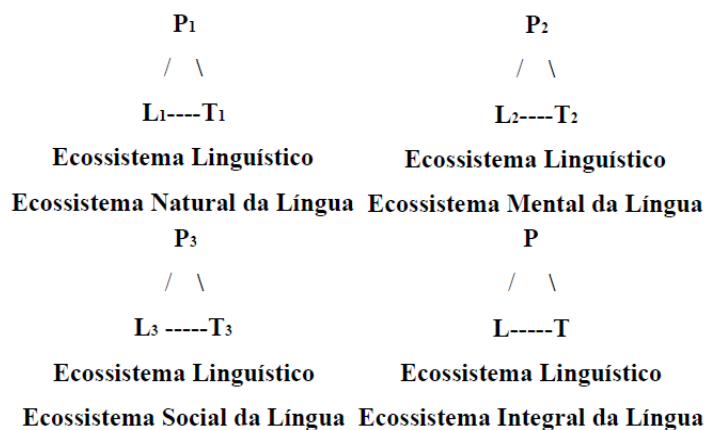 P₁
/ \
L₁----T₁
Ecossistema Linguístico
Ecossistema Natural da Língua
P₂
/ \
L₂----T₂
Ecossistema Linguístico
Ecossistema Mental da Língua
P₃
/ \
L₃ -----T₃
Ecossistema Linguístico
Ecossistema Social da Língua
P
/ \
L-----T
Ecossistema Linguístico
Ecossistema Integral da Língua